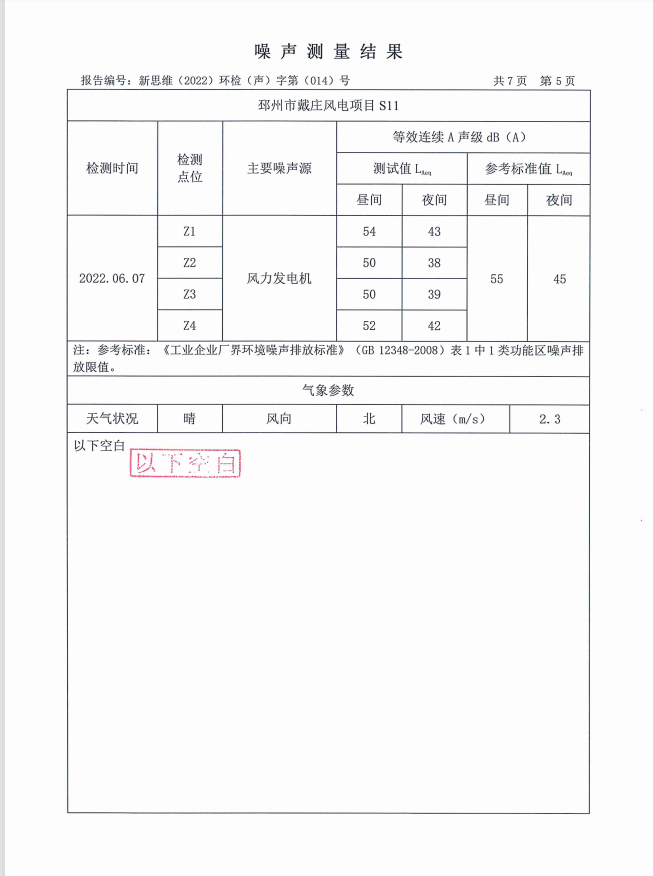 噪声测量结果
报告编号：新思维（2022）环检（声）字第（014）号 共7页 第5页
邳州市戴庄风电项目 S11
检测时间 检测点位 主要噪声源 等效连续 A 声级 dB（A）
测试值 LAeq 参考标准值 LAeq
昼间 夜间 昼间 夜间
2022.06.07 风力发电机 55 45
Z1 54 43
Z2 50 38
Z3 50 39
Z4 52 42
注：参考标准：《工业企业厂界环境噪声排放标准》（GB 12348-2008）表 1 中 1 类功能区噪声排
放限值。
气象参数
天气状况 晴 风向 北 风速（m/s） 2.3
以下空白
以下空白